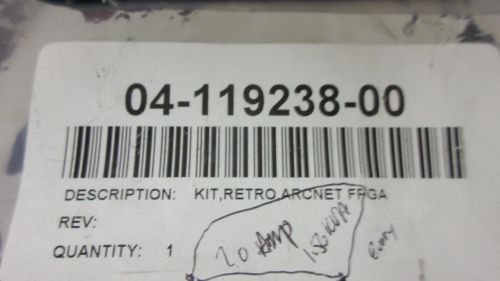 04-119238-00
DESCRIPTION: KIT,RETRO ARCNET FPGA
REV:
QUANTITY: 1
20 Amp